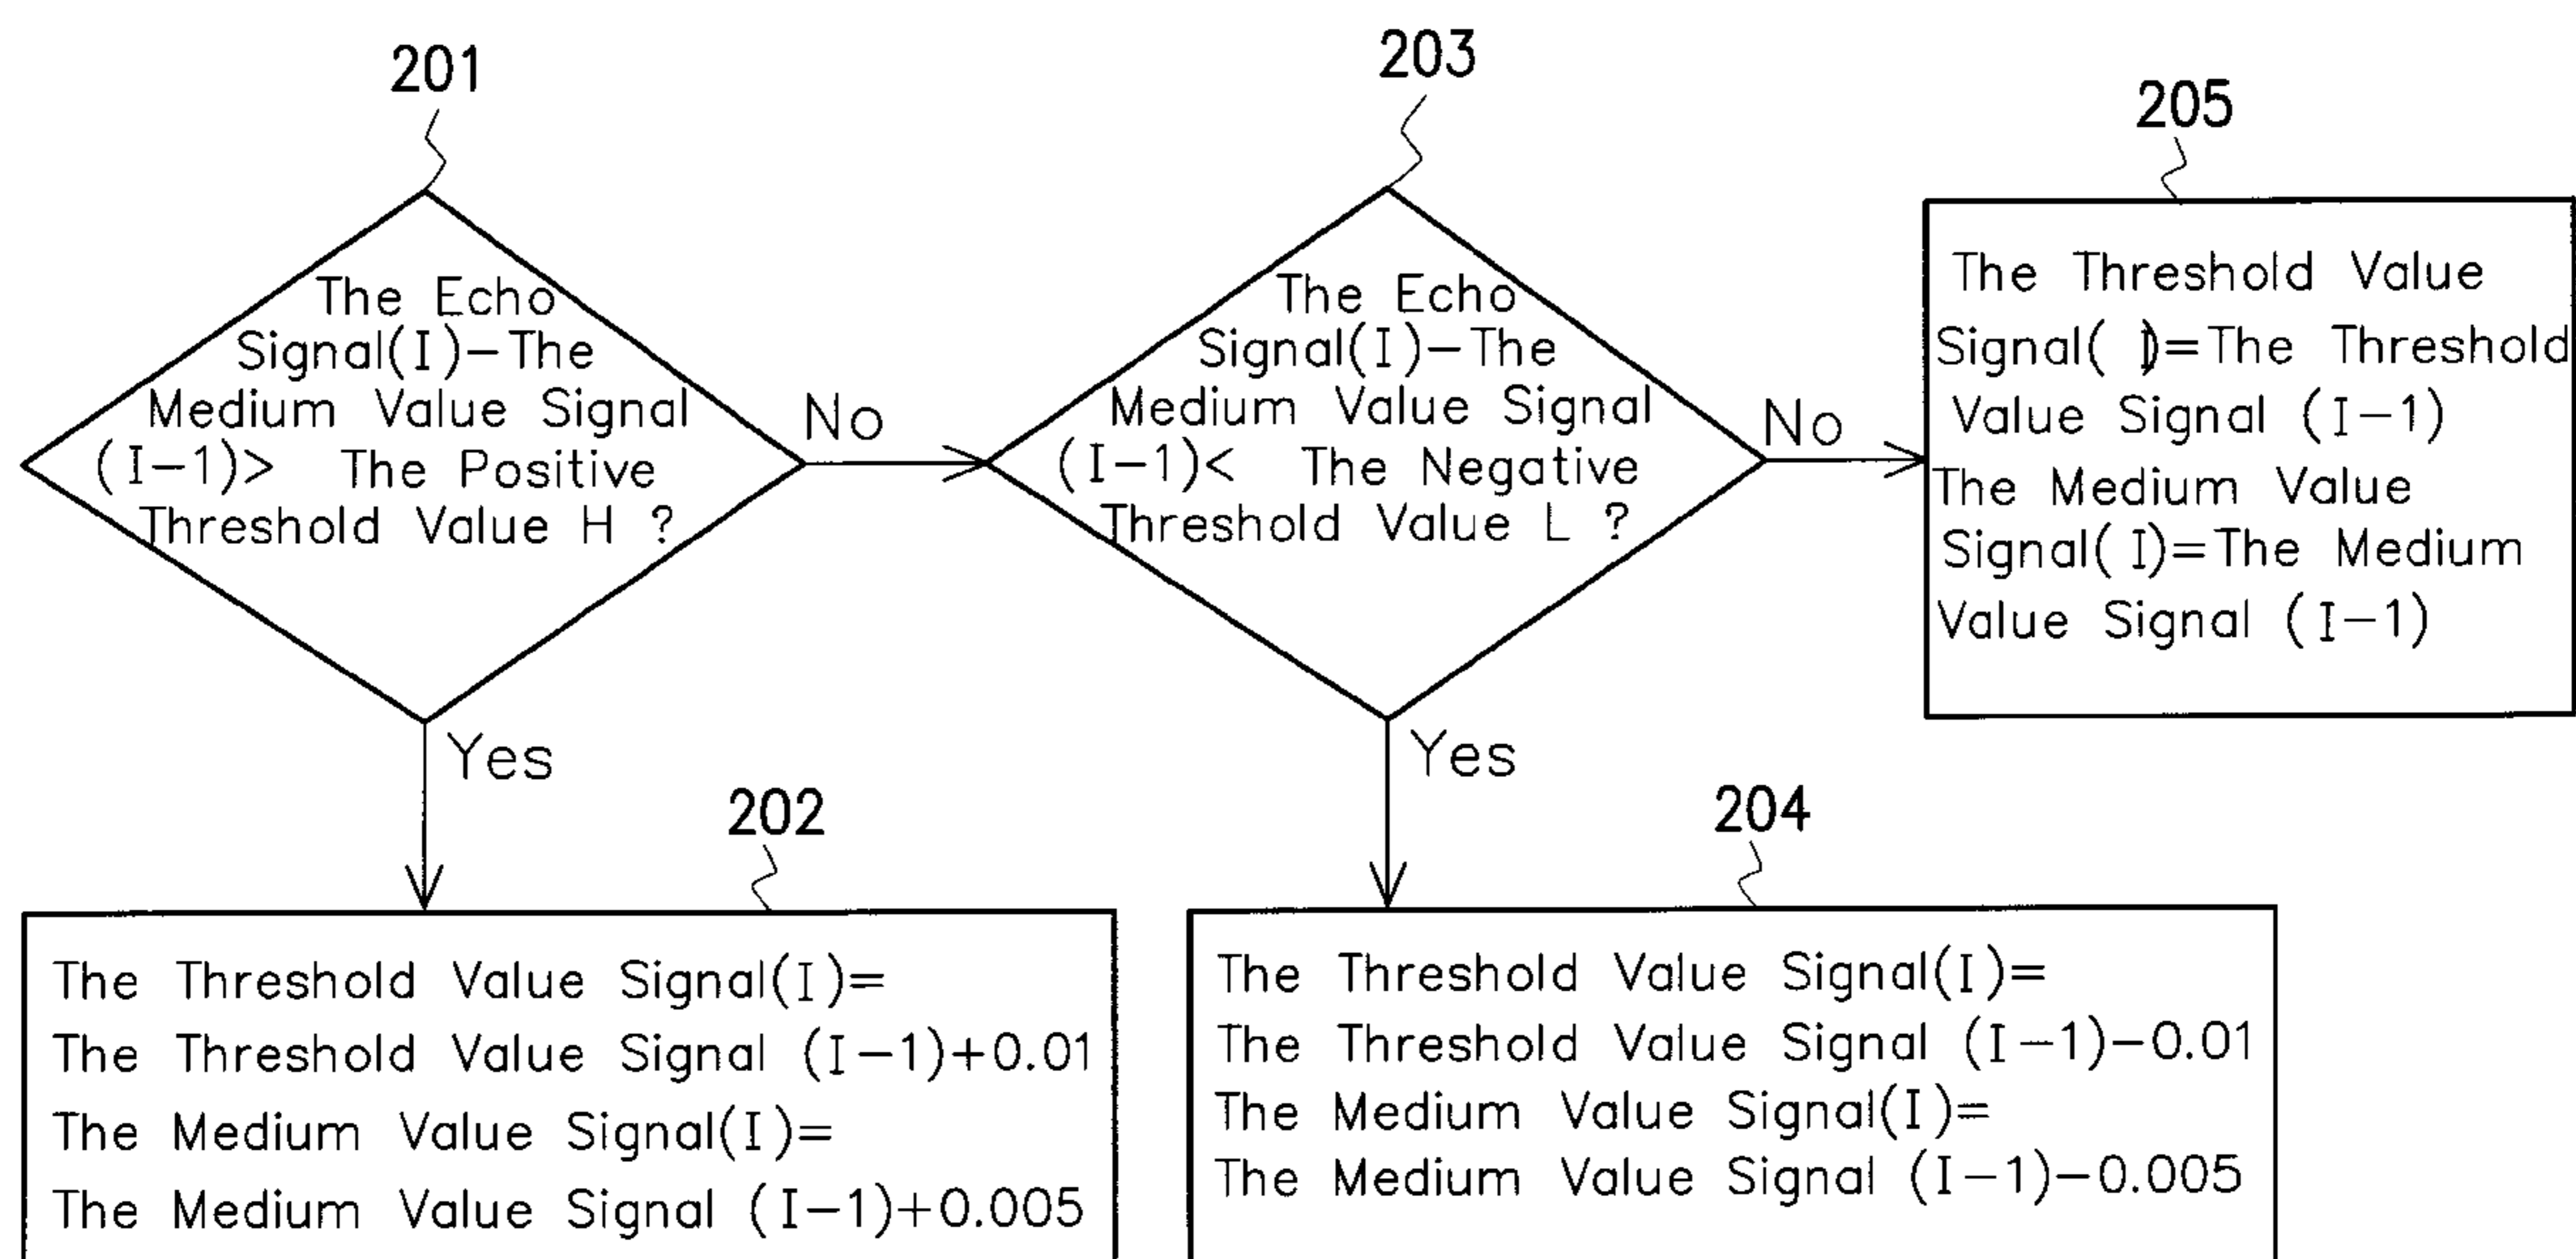 201
The Echo
Signal(I)−The
Medium Value Signal
(I−1)> The Positive
Threshold Value H ?
No
Yes
202
The Threshold Value Signal(I)=
The Threshold Value Signal (I−1)+0.01
The Medium Value Signal(I)=
The Medium Value Signal (I−1)+0.005
203
The Echo
Signal(I)−The
Medium Value Signal
(I−1)< The Negative
Threshold Value L ?
No
Yes
204
The Threshold Value Signal(I)=
The Threshold Value Signal (I−1)−0.01
The Medium Value Signal(I)=
The Medium Value Signal (I−1)−0.005
205
The Threshold Value
Signal( I)=The Threshold
Value Signal (I−1)
The Medium Value
Signal( I)=The Medium
Value Signal (I−1)